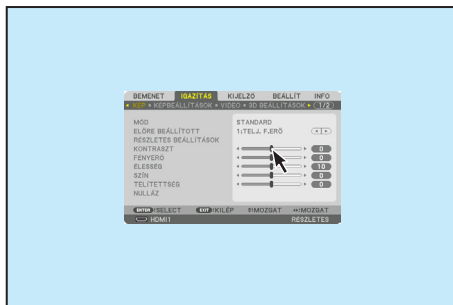 BEMENET IGAZÍTÁS KIJELZŐ BEÁLLÍT INFO
KÉP • KÉPBEÁLLÍTÁSOK • VIDEO • 3D BEÁLLÍTÁSOK • 1/2
MÓD STANDARD
ELŐRE BEÁLLÍTOTT 1:TELJ. F.ERŐ
RÉSZLETES BEÁLLÍTÁSOK
KONTRASZT 0
FÉNYERŐ 0
ÉLESSÉG 10
SZÍN 0
TELÍTETTSÉG 0
NULLÁZ
ENTER :SELECT EXIT :KILÉP :MOZGAT :MOZGAT
HDMI1 RÉSZLETES